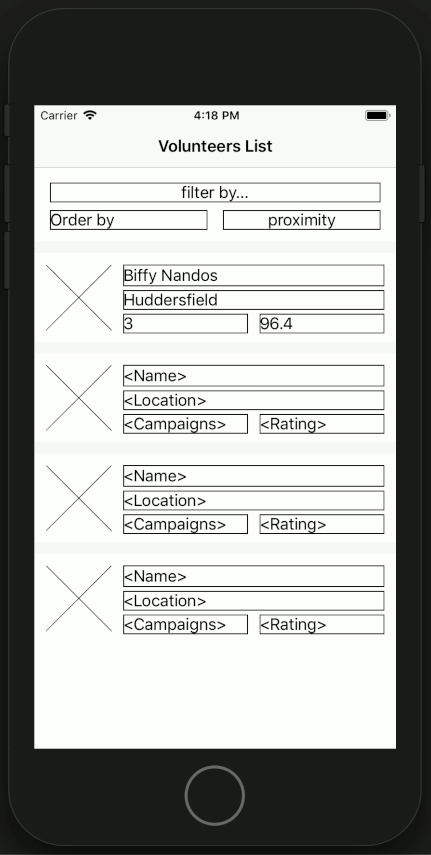 Carrier 4:18 PM
Volunteers List
filter by...
Order by proximity
Biffy Nandos
Huddersfield
3 96.4
<Name>
<Location>
<Campaigns> <Rating>
<Name>
<Location>
<Campaigns> <Rating>
<Name>
<Location>
<Campaigns> <Rating>